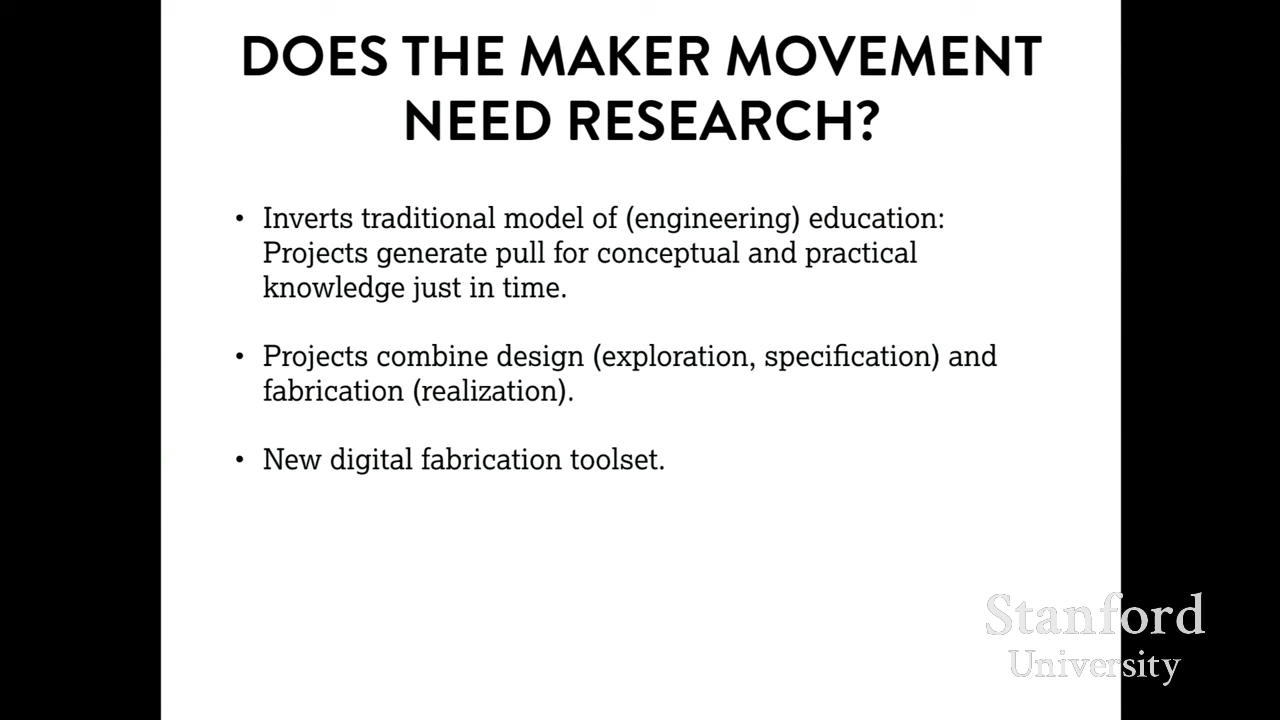 DOES THE MAKER MOVEMENT
NEED RESEARCH?
• Inverts traditional model of (engineering) education:
Projects generate pull for conceptual and practical
knowledge just in time.
• Projects combine design (exploration, specification) and
fabrication (realization).
• New digital fabrication toolset.
Stanford
University